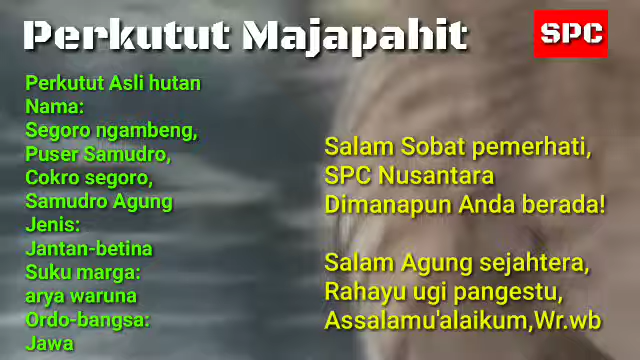 Perkutut Majapahit
SPC
Perkutut Asli hutan
Nama:
Segoro ngambeng,
Puser Samudro,
Cokro segoro,
Samudro Agung
Jenis:
Jantan-betina
Suku marga:
arya waruna
Ordo-bangsa:
Jawa
Salam Sobat pemerhati,
SPC Nusantara
Dimanapun Anda berada!
Salam Agung sejahtera,
Rahayu ugi pangestu,
Assalamu'alaikum,Wr.wb